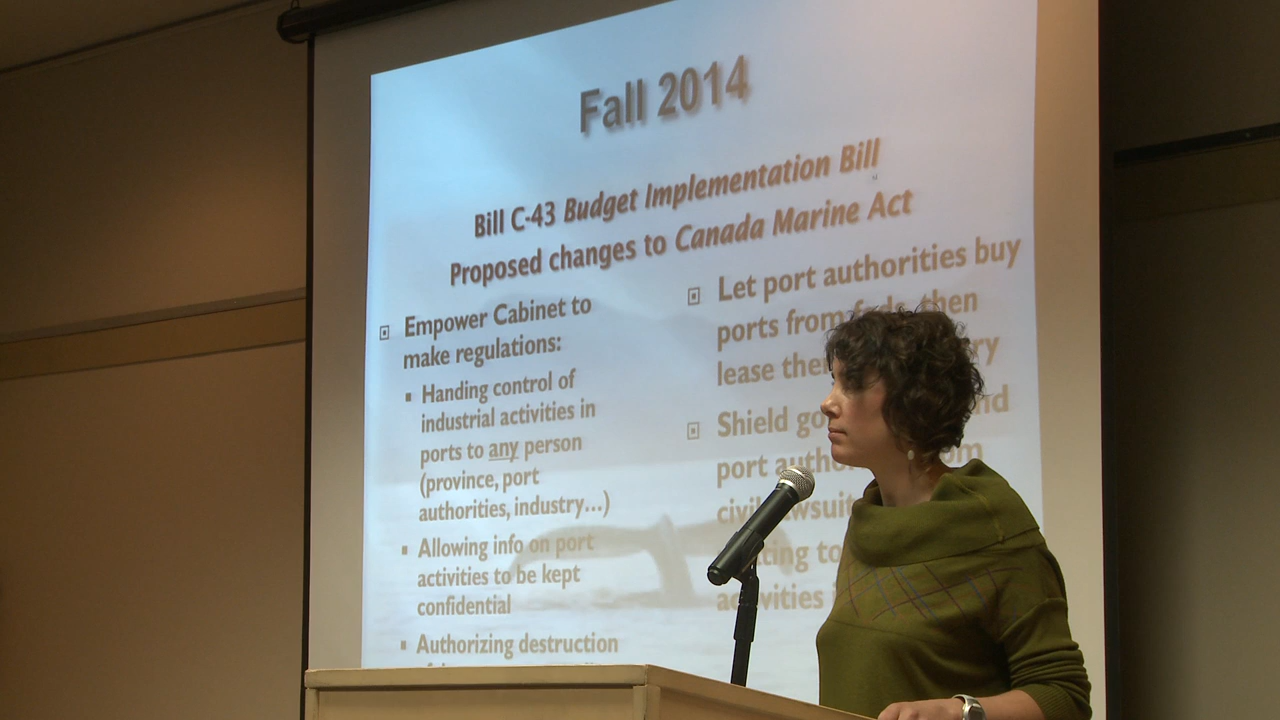 Fall 2014
Bill C-43 Budget Implementation Bill
Proposed changes to Canada Marine Act
Empower Cabinet to
make regulations:
Handing control of
industrial activities in
ports to any person
(province, port
authorities, industry...)
Allowing info on port
activities to be kept
confidential
Authorizing destruction
Let port authorities buy
ports from feds, then
lease
Shield
port
civil
activities